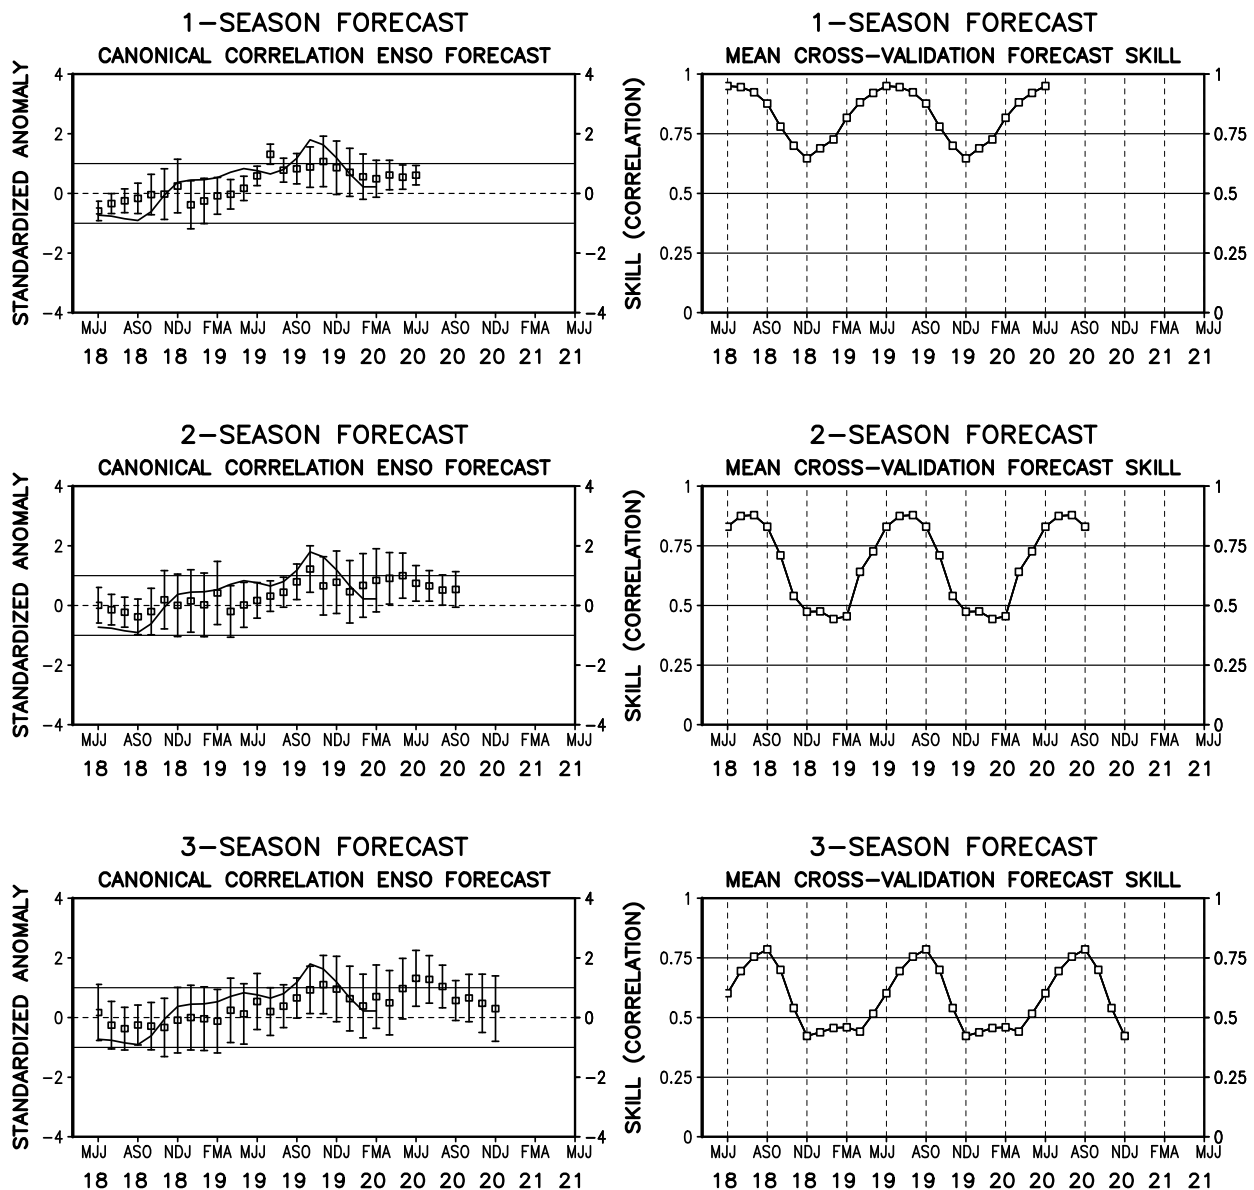 1-SEASON FORECAST
CANONICAL CORRELATION ENSO FORECAST
STANDARDIZED ANOMALY
4 4
2 2
0 0
-2 -2
-4 -4
MJJ ASO NDJ FMA MJJ ASO NDJ FMA MJJ ASO NDJ FMA MJJ
18 18 18 19 19 19 19 20 20 20 20 21 21
1-SEASON FORECAST
MEAN CROSS-VALIDATION FORECAST SKILL
SKILL (CORRELATION)
1 1
0.75 0.75
0.5 0.5
0.25 0.25
0 0
MJJ ASO NDJ FMA MJJ ASO NDJ FMA MJJ ASO NDJ FMA MJJ
18 18 18 19 19 19 19 20 20 20 20 21 21
2-SEASON FORECAST
CANONICAL CORRELATION ENSO FORECAST
STANDARDIZED ANOMALY
4 4
2 2
0 0
-2 -2
-4 -4
MJJ ASO NDJ FMA MJJ ASO NDJ FMA MJJ ASO NDJ FMA MJJ
18 18 18 19 19 19 19 20 20 20 20 21 21
2-SEASON FORECAST
MEAN CROSS-VALIDATION FORECAST SKILL
SKILL (CORRELATION)
1 1
0.75 0.75
0.5 0.5
0.25 0.25
0 0
MJJ ASO NDJ FMA MJJ ASO NDJ FMA MJJ ASO NDJ FMA MJJ
18 18 18 19 19 19 19 20 20 20 20 21 21
3-SEASON FORECAST
CANONICAL CORRELATION ENSO FORECAST
STANDARDIZED ANOMALY
4 4
2 2
0 0
-2 -2
-4 -4
MJJ ASO NDJ FMA MJJ ASO NDJ FMA MJJ ASO NDJ FMA MJJ
18 18 18 19 19 19 19 20 20 20 20 21 21
3-SEASON FORECAST
MEAN CROSS-VALIDATION FORECAST SKILL
SKILL (CORRELATION)
1 1
0.75 0.75
0.5 0.5
0.25 0.25
0 0
MJJ ASO NDJ FMA MJJ ASO NDJ FMA MJJ ASO NDJ FMA MJJ
18 18 18 19 19 19 19 20 20 20 20 21 21